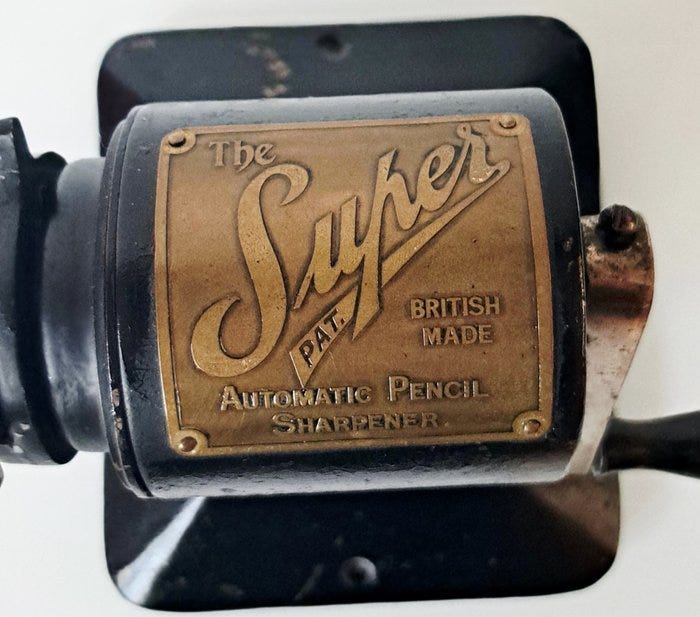 The
Super
PAT.
BRITISH
MADE
AUTOMATIC PENCIL
SHARPENER.